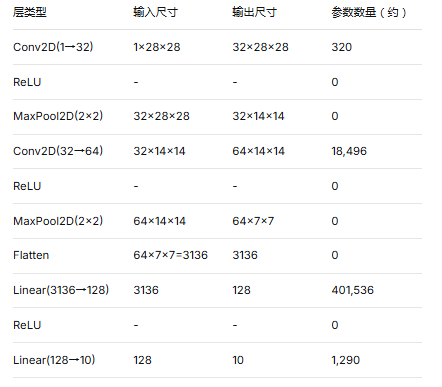 层类型 输入尺寸 输出尺寸 参数数量（约）
Conv2D(1→32) 1×28×28 32×28×28 320
ReLU - - 0
MaxPool2D(2×2) 32×28×28 32×14×14 0
Conv2D(32→64) 32×14×14 64×14×14 18,496
ReLU - - 0
MaxPool2D(2×2) 64×14×14 64×7×7 0
Flatten 64×7×7=3136 3136 0
Linear(3136→128) 3136 128 401,536
ReLU - - 0
Linear(128→10) 128 10 1,290